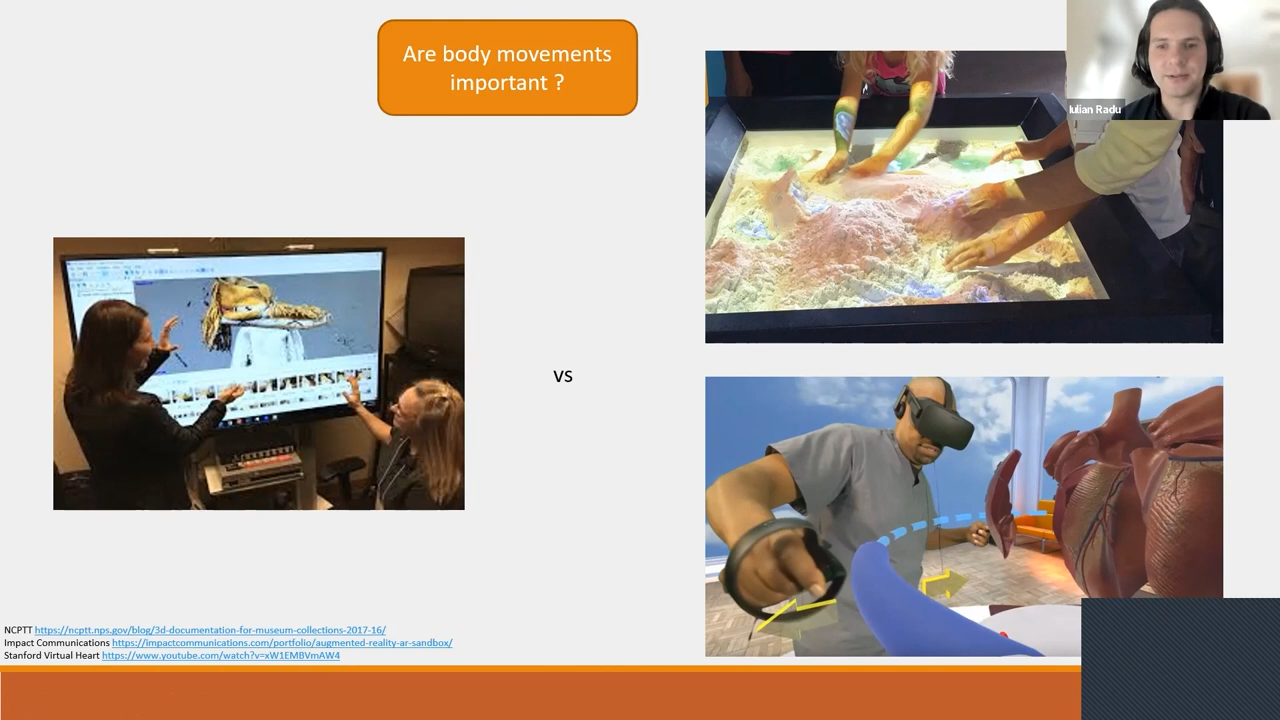 Are body movements
important ?
Iulian Radu
vs
NCPTT https://ncptt.nps.gov/blog/3d-documentation-for-museum-collections-2017-16/
Impact Communications https://impactcommunications.com/portfolio/augmented-reality-ar-sandbox/
Stanford Virtual Heart https://www.youtube.com/watch?v=xW1EMBVmAW4